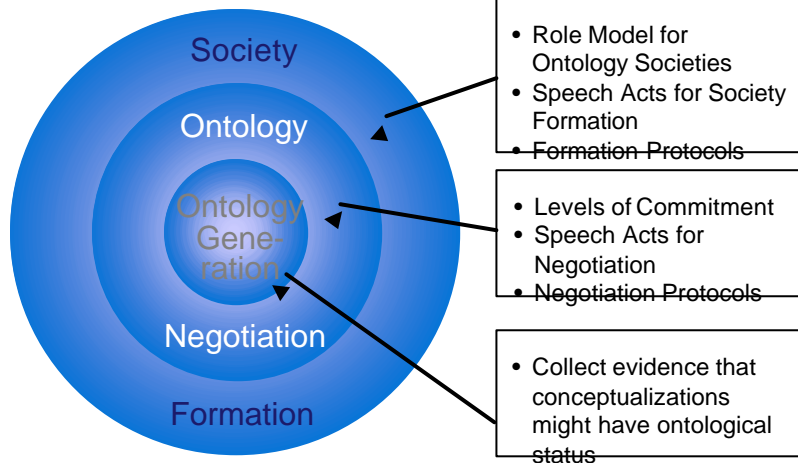 Society
Ontology
Ontology
Gene-
ration
Negotiation
Formation
• Role Model for
Ontology Societies
• Speech Acts for Society
Formation
• Formation Protocols
• Levels of Commitment
• Speech Acts for
Negotiation
• Negotiation Protocols
• Collect evidence that
conceptualizations
might have ontological
status